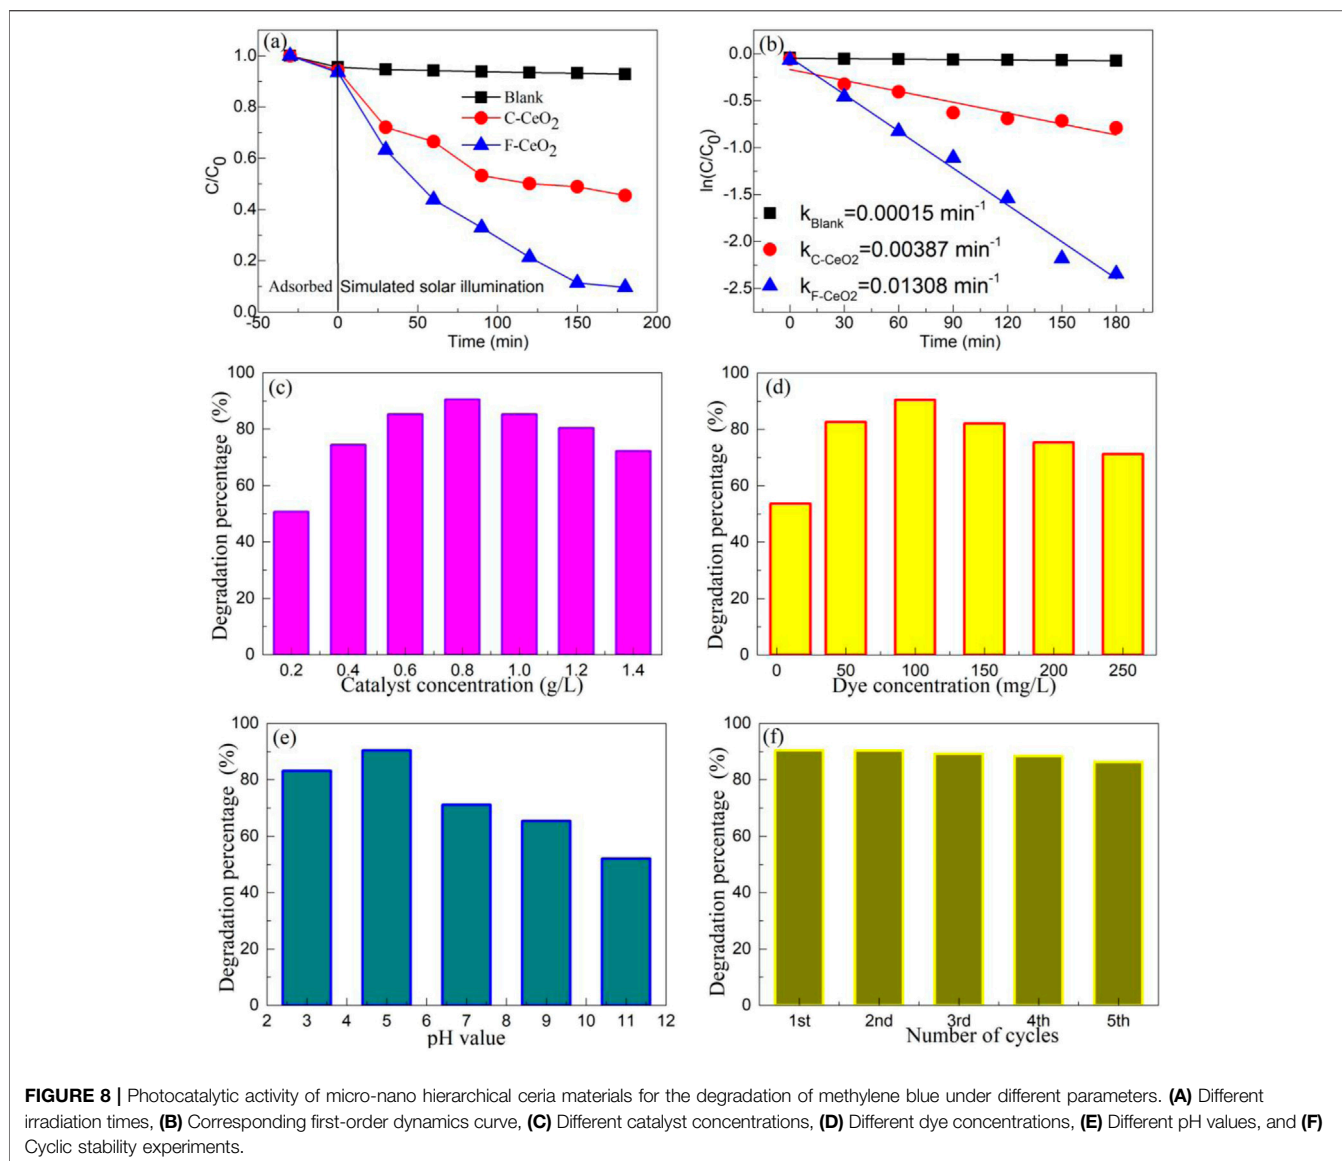 (a)
1.0
0.8
0.6
0.4
0.2
0.0
C/C0
Blank
C-CeO2
F-CeO2
Adsorbed
Simulated solar illumination
-50 0 50 100 150 200
Time (min)
(b)
0.0
-0.5
-1.0
-1.5
-2.0
-2.5
ln(C/C0)
kBlank=0.00015 min-1
kC-CeO2=0.00387 min-1
kF-CeO2=0.01308 min-1
0 30 60 90 120 150 180
Time (min)
(c)
100
80
60
40
20
0
Degradation percentage (%)
0.2 0.4 0.6 0.8 1.0 1.2 1.4
Catalyst concentration (g/L)
(d)
100
80
60
40
20
0
Degradation percentage (%)
0 50 100 150 200 250
Dye concentration (mg/L)
(e)
100
80
60
40
20
0
Degradation percentage (%)
2 3 4 5 6 7 8 9 10 11 12
pH value
(f)
100
80
60
40
20
0
Degradation percentage (%)
1st 2nd 3rd 4th 5th
Number of cycles
FIGURE 8 | Photocatalytic activity of micro-nano hierarchical ceria materials for the degradation of methylene blue under different parameters. (A) Different
irradiation times, (B) Corresponding first-order dynamics curve, (C) Different catalyst concentrations, (D) Different dye concentrations, (E) Different pH values, and (F)
Cyclic stability experiments.